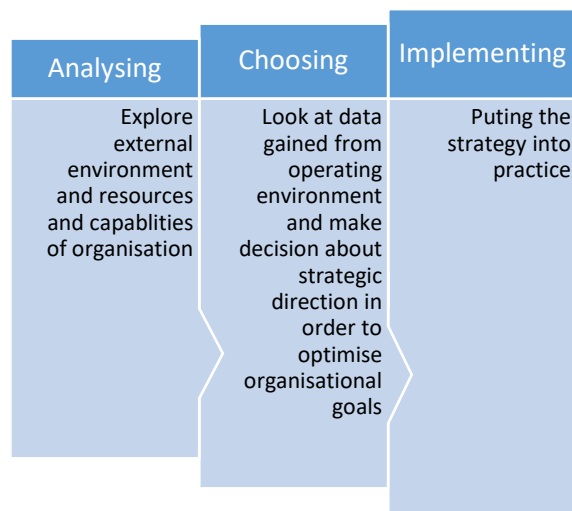 Analysing
Explore
external
environment
and resources
and capablities
of organisation
Choosing
Look at data
gained from
operating
environment
and make
decision about
strategic
direction in
order to
optimise
organisational
goals
Implementing
Puting the
strategy into
practice